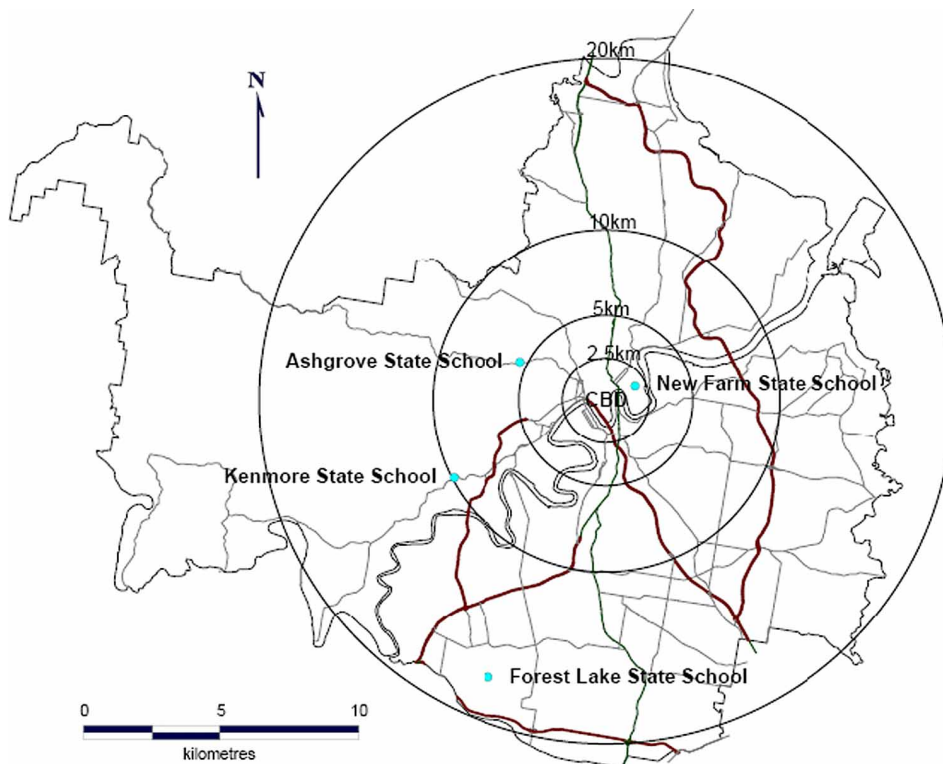 20km
N
10km
5km
2.5km
Ashgrove State School
New Farm State School
CBD
Kenmore State School
Forest Lake State School
0 5 10
kilometres